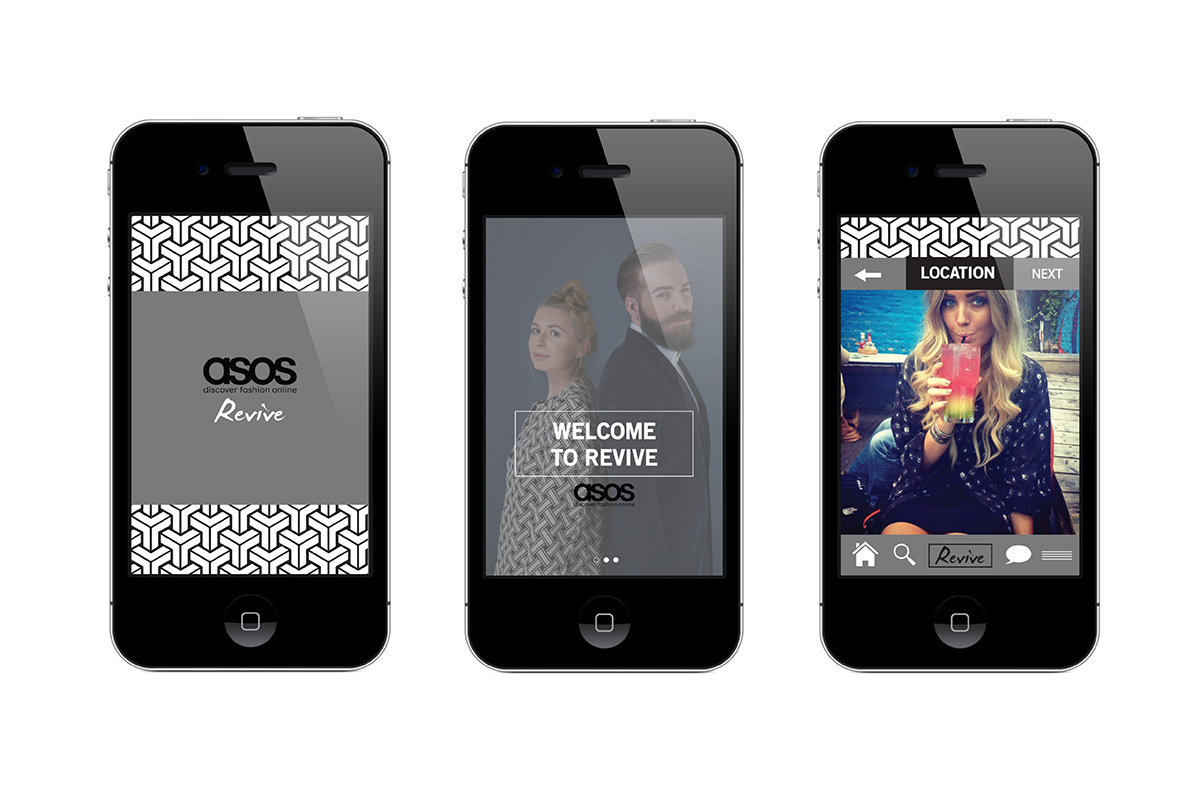 asos
discover fashion online
Revive
WELCOME
TO REVIVE
asos
discover fashion online
LOCATION
NEXT
Revive